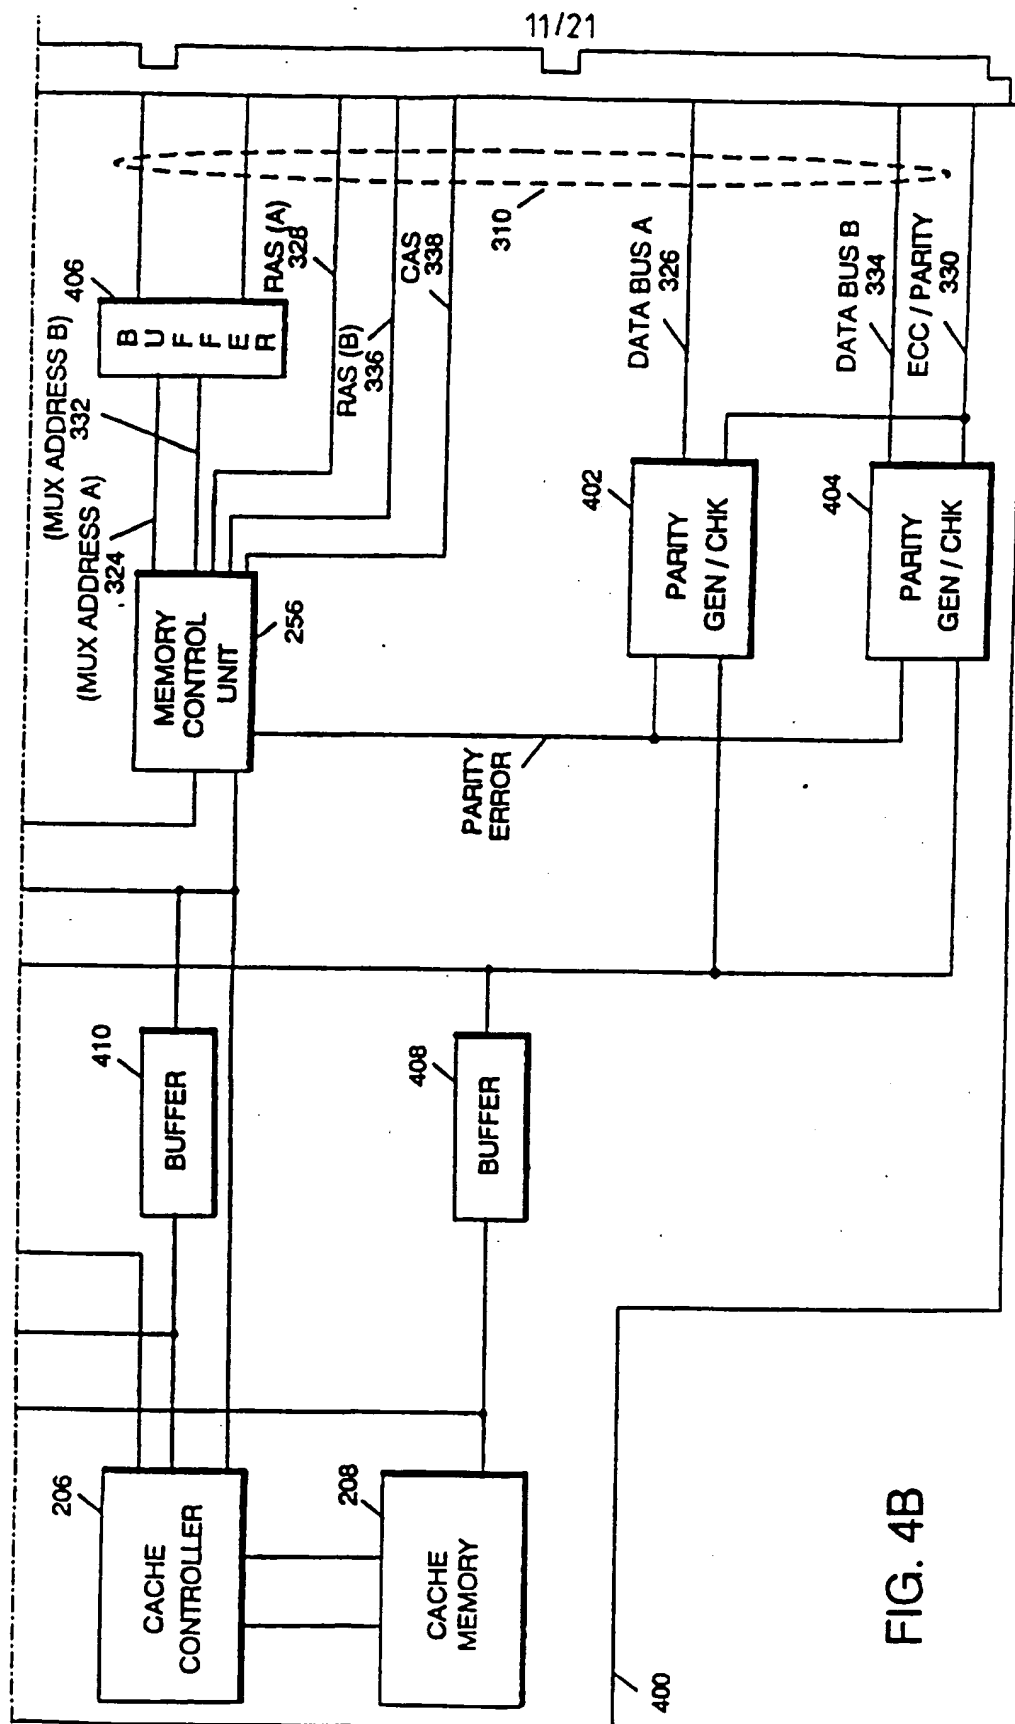 11/21
406
BUFFER
(MUX ADDRESS B)
332
(MUX ADDRESS A)
324
RAS (A)
328
RAS (B)
336
CAS
338
310
DATA BUS A
326
DATA BUS B
334
ECC / PARITY
330
MEMORY
CONTROL
UNIT
256
402
PARITY
GEN / CHK
404
PARITY
GEN / CHK
PARITY
ERROR
410
BUFFER
408
BUFFER
206
CACHE
CONTROLLER
208
CACHE
MEMORY
400
FIG. 4B